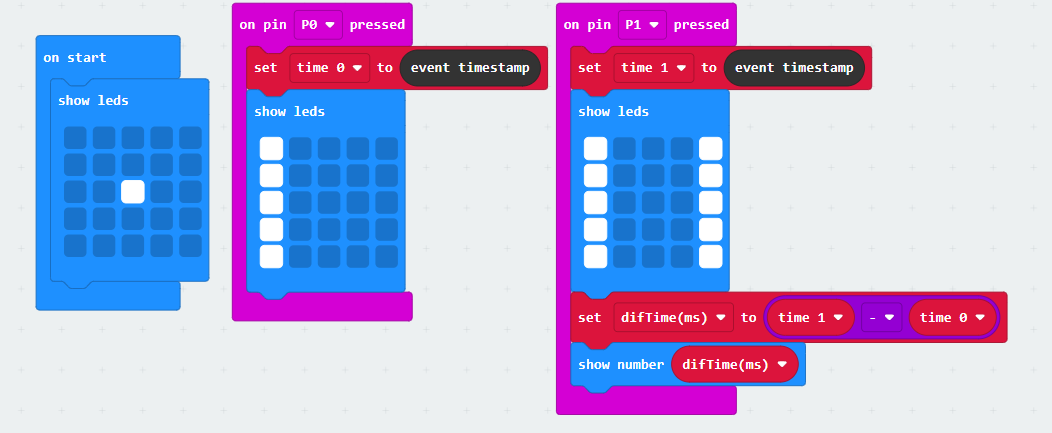 on start
show leds
on pin P0 pressed
set time 0 to event timestamp
show leds
on pin P1 pressed
set time 1 to event timestamp
show leds
set difTime(ms) to time 1 - time 0
show number difTime(ms)